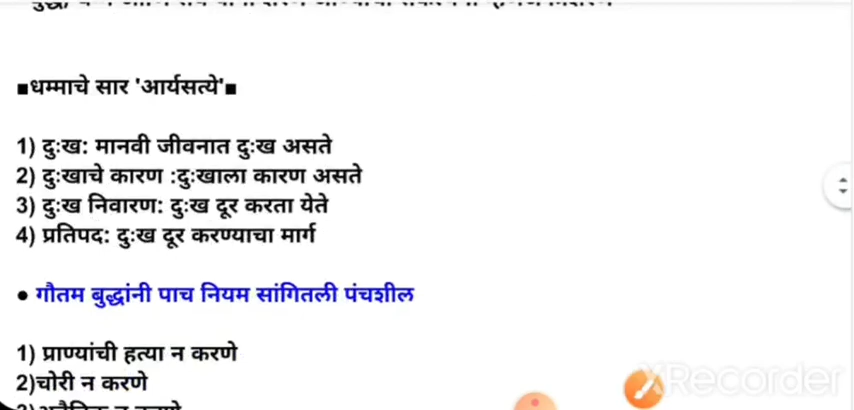 ■धम्माचे सार 'आर्यसत्ये'■
1) दुःख: मानवी जीवनात दुःख असते
2) दुःखाचे कारण :दुःखाला कारण असते
3) दुःख निवारण: दुःख दूर करता येते
4) प्रतिपद: दुःख दूर करण्याचा मार्ग
● गौतम बुद्धांनी पाच नियम सांगितली पंचशील
1) प्राण्यांची हत्या न करणे
2)चोरी न करणे
XRecorder